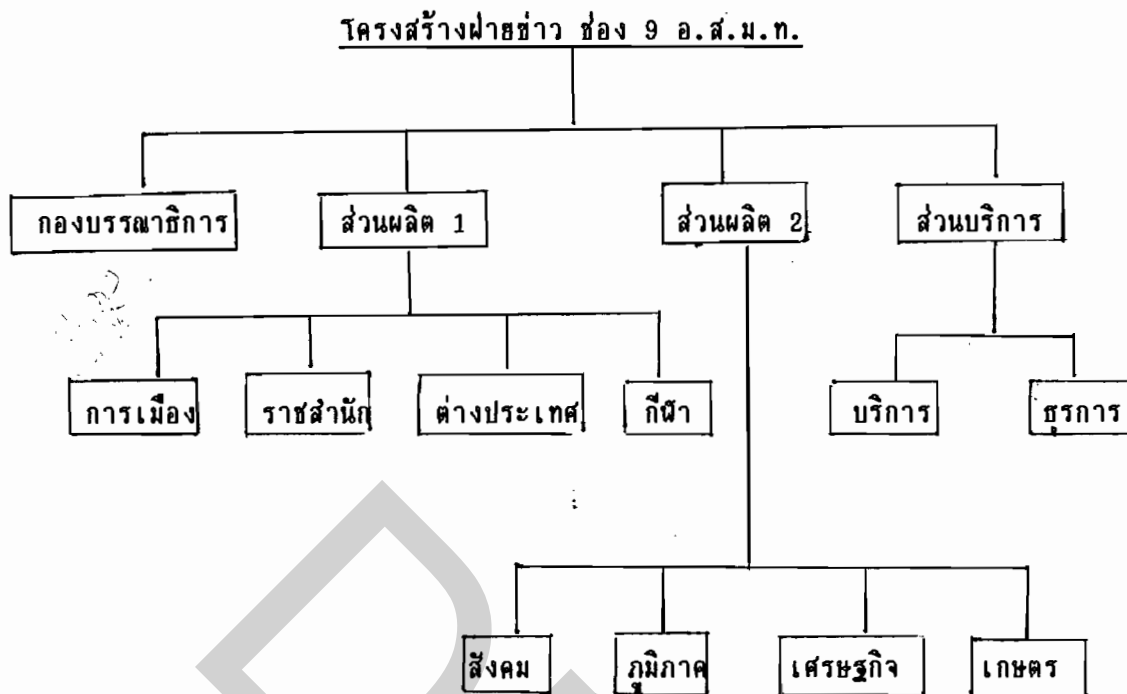 โครงสร้างฝ่ายข่าว ช่อง 9 อ.ส.ม.ท.
กองบรรณาธิการ ส่วนผลิต 1 ส่วนผลิต 2 ส่วนบริการ
การเมือง ราชสำนัก ต่างประเทศ กีฬา บริการ ธุรการ
สังคม ภูมิภาค เศรษฐกิจ เกษตร